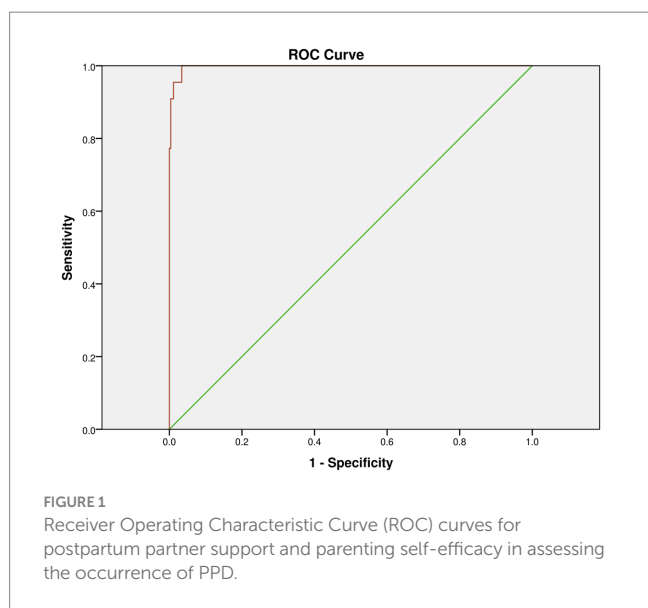 ROC Curve
1.0
0.8
0.6
0.4
0.2
0.0
Sensitivity
0.0 0.2 0.4 0.6 0.8 1.0
1 - Specificity
FIGURE 1
Receiver Operating Characteristic Curve (ROC) curves for
postpartum partner support and parenting self-efficacy in assessing
the occurrence of PPD.